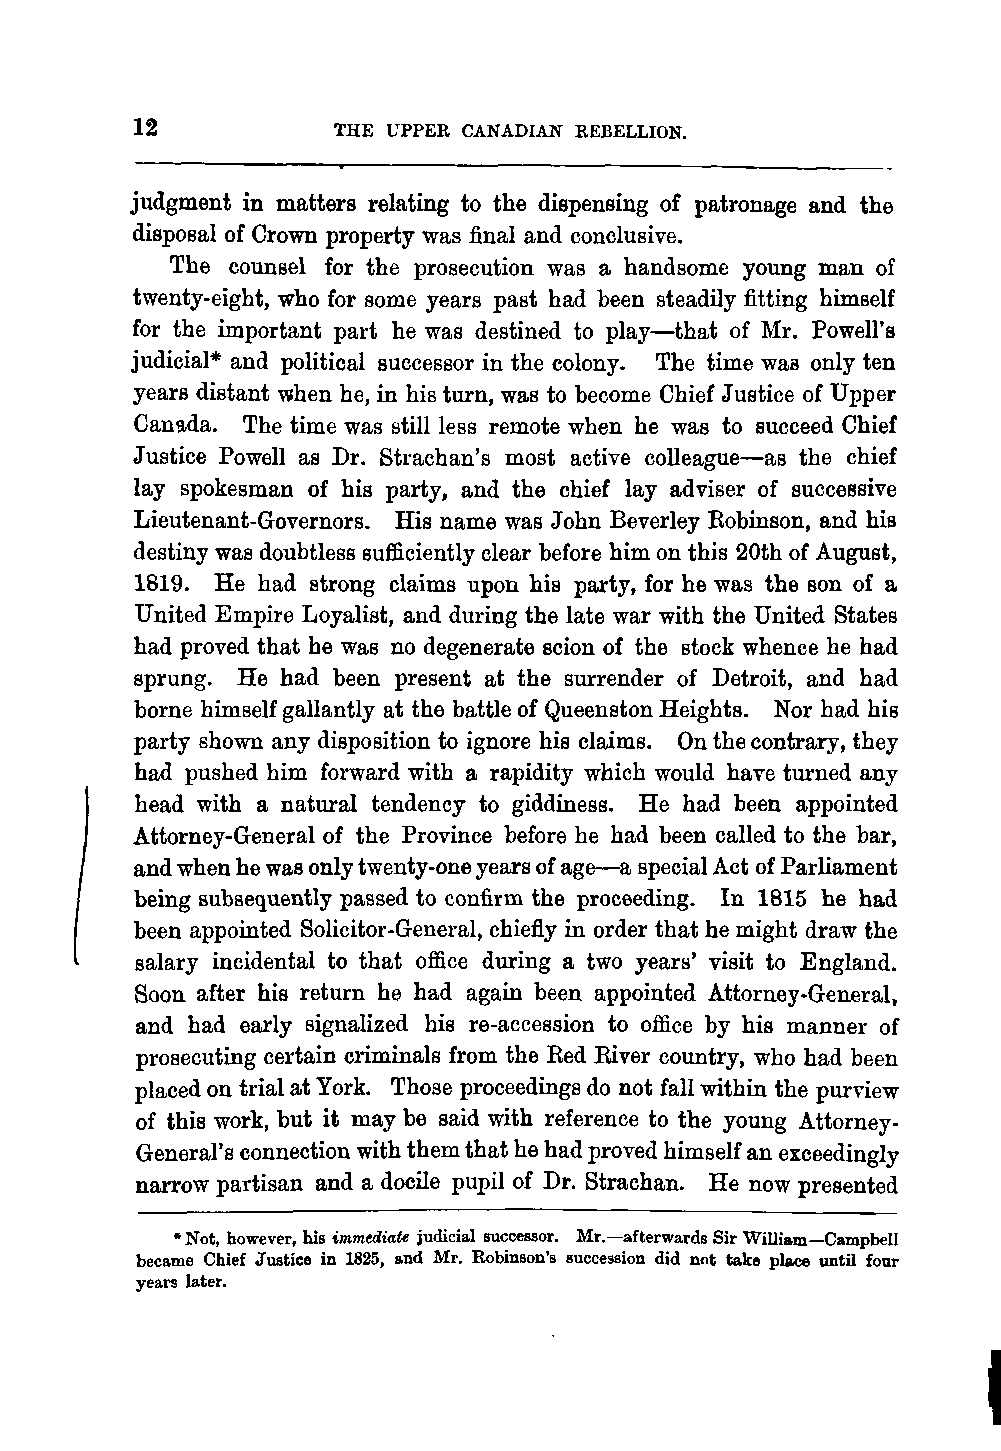 12 THE UPPER CANADIAN REBELLION.
judgment in matters relating to the dispensing of patronage and the
disposal of Crown property was final and conclusive.
The counsel for the prosecution was a handsome young man of
twenty-eight, who for some years past had been steadily fitting himself
for the important part he was destined to play—that of Mr. Powell's
judicial* and political successor in the colony. The time was only ten
years distant when he, in his turn, was to become Chief Justice of Upper
Canada. The time was still less remote when he was to succeed Chief
Justice Powell as Dr. Strachan's most active colleague—as the chief
lay spokesman of his party, and the chief lay adviser of successive
Lieutenant-Governors. His name was John Beverley Robinson, and his
destiny was doubtless sufficiently clear before him on this 20th of August,
1819. He had strong claims upon his party, for he was the son of a
United Empire Loyalist, and during the late war with the United States
had proved that he was no degenerate scion of the stock whence he had
sprung. He had been present at the surrender of Detroit, and had
borne himself gallantly at the battle of Queenston Heights. Nor had his
party shown any disposition to ignore his claims. On the contrary, they
had pushed him forward with a rapidity which would have turned any
head with a natural tendency to giddiness. He had been appointed
Attorney-General of the Province before he had been called to the bar,
and when he was only twenty-one years of age—a special Act of Parliament
being subsequently passed to confirm the proceeding. In 1815 he had
been appointed Solicitor-General, chiefly in order that he might draw the
salary incidental to that office during a two years' visit to England.
Soon after his return he had again been appointed Attorney-General,
and had early signalized his re-accession to office by his manner of
prosecuting certain criminals from the Red River country, who had been
placed on trial at York. Those proceedings do not fall within the purview
of this work, but it may be said with reference to the young Attorney-
General's connection with them that he had proved himself an exceedingly
narrow partisan and a docile pupil of Dr. Strachan. He now presented
* Not, however, his immediate judicial successor. Mr.—afterwards Sir William—Campbell
became Chief Justice in 1825, and Mr. Robinson's succession did not take place until four
years later.